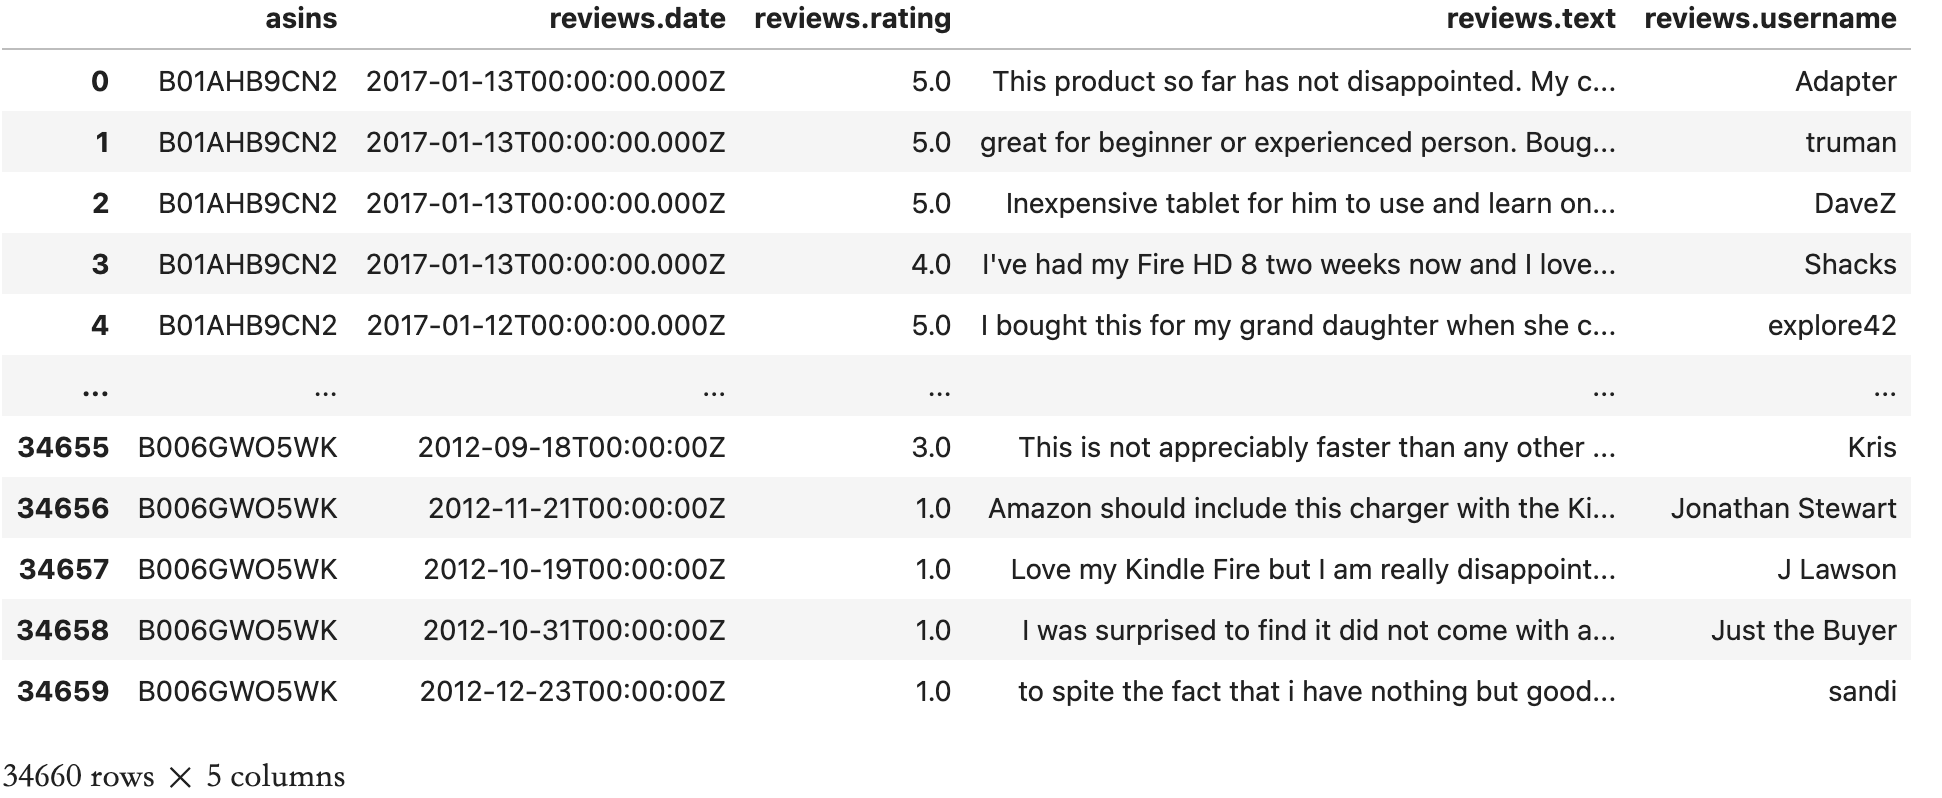 asins reviews.date reviews.rating reviews.text reviews.username
0 B01AHB9CN2 2017-01-13T00:00:00.000Z 5.0 This product so far has not disappointed. My c... Adapter
1 B01AHB9CN2 2017-01-13T00:00:00.000Z 5.0 great for beginner or experienced person. Boug... truman
2 B01AHB9CN2 2017-01-13T00:00:00.000Z 5.0 Inexpensive tablet for him to use and learn on... DaveZ
3 B01AHB9CN2 2017-01-13T00:00:00.000Z 4.0 I've had my Fire HD 8 two weeks now and I love... Shacks
4 B01AHB9CN2 2017-01-12T00:00:00.000Z 5.0 I bought this for my grand daughter when she c... explore42
... ... ... ... ... ...
34655 B006GWO5WK 2012-09-18T00:00:00Z 3.0 This is not appreciably faster than any other ... Kris
34656 B006GWO5WK 2012-11-21T00:00:00Z 1.0 Amazon should include this charger with the Ki... Jonathan Stewart
34657 B006GWO5WK 2012-10-19T00:00:00Z 1.0 Love my Kindle Fire but I am really disappoint... J Lawson
34658 B006GWO5WK 2012-10-31T00:00:00Z 1.0 I was surprised to find it did not come with a... Just the Buyer
34659 B006GWO5WK 2012-12-23T00:00:00Z 1.0 to spite the fact that i have nothing but good... sandi
34660 rows × 5 columns